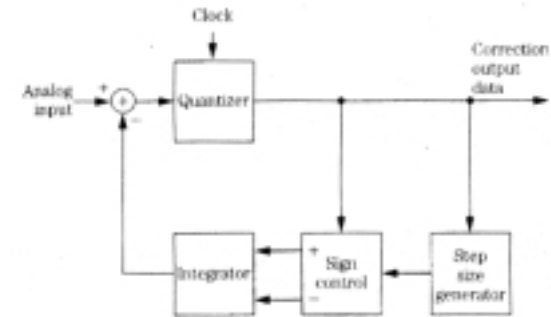 Clock
Correction
output
data
Analog
input
+
+
−
Quantizer
Integrator
+
−
Sign
control
Step
size
generator